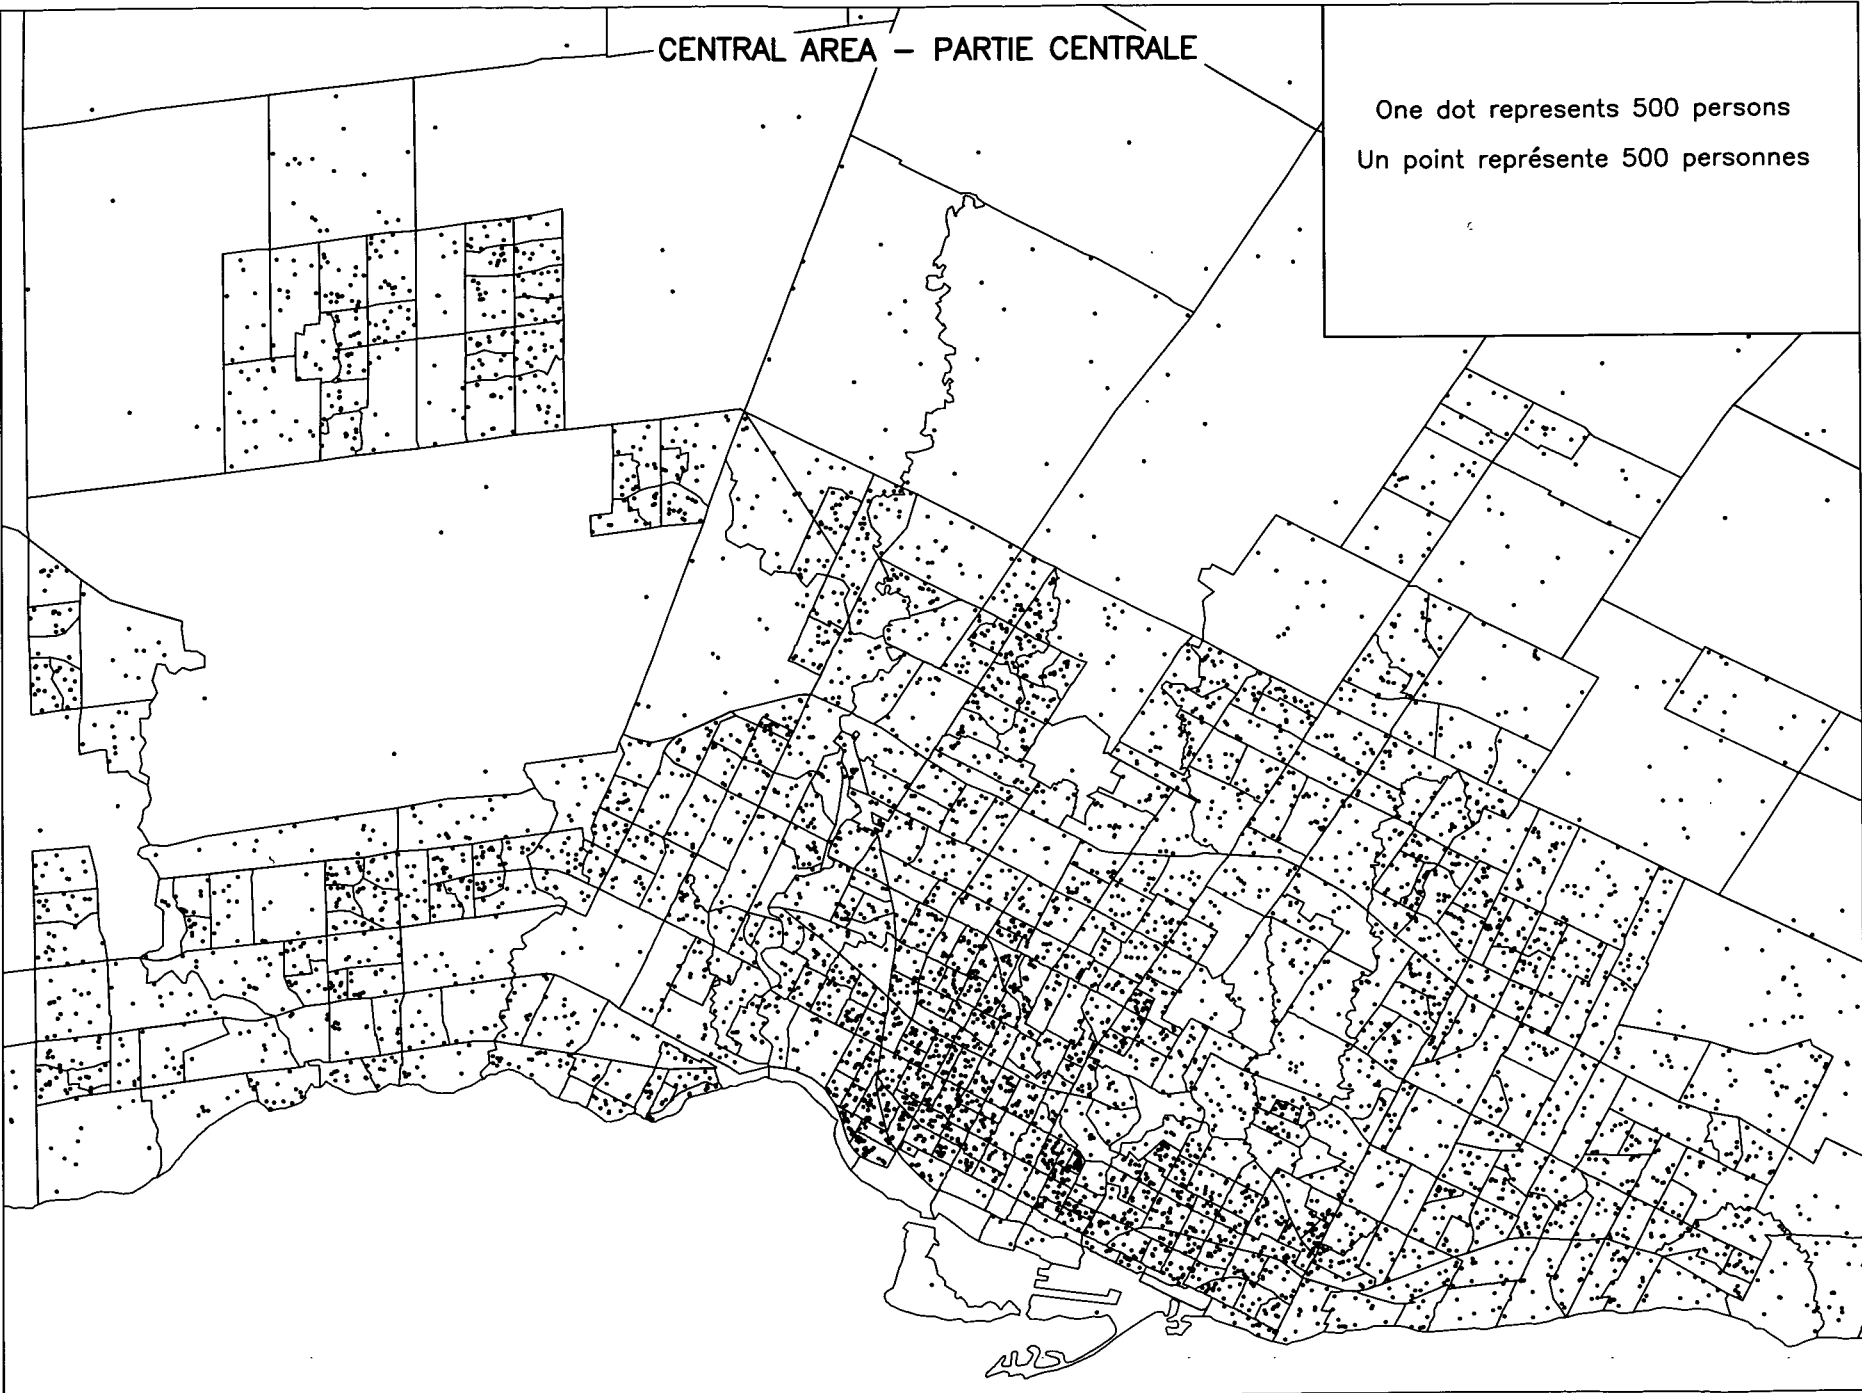 CENTRAL AREA – PARTIE CENTRALE
One dot represents 500 persons
Un point représente 500 personnes